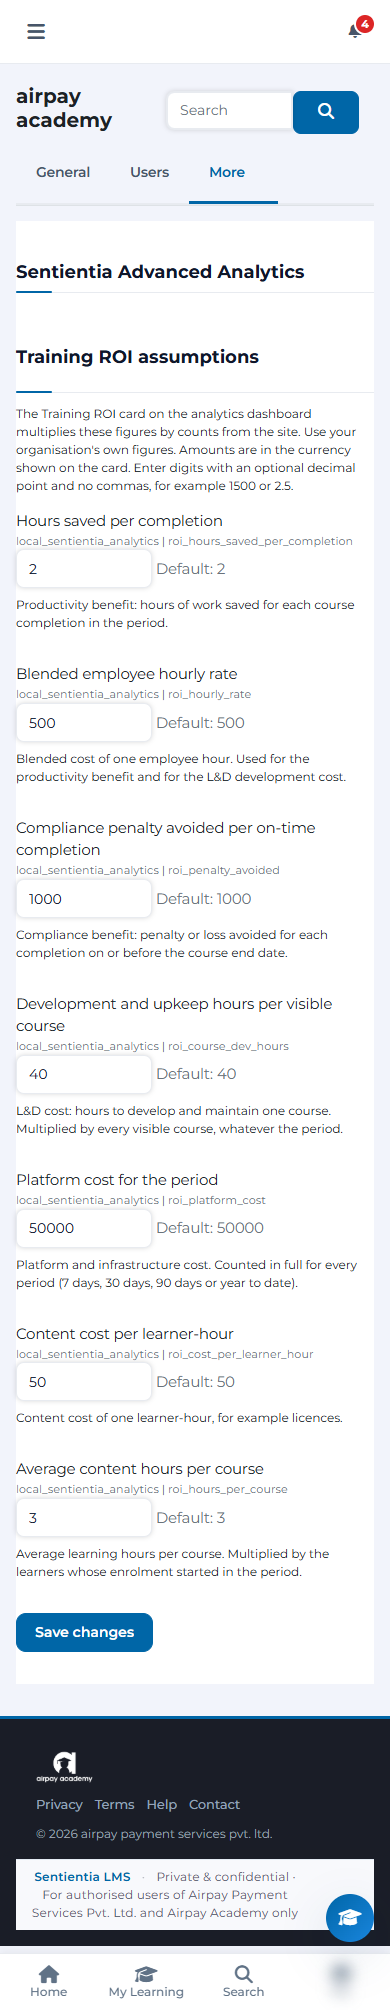 4
airpay
academy
Search
General Users More
Sentientia Advanced Analytics
Training ROI assumptions
The Training ROI card on the analytics dashboard
multiplies these figures by counts from the site. Use your
organisation's own figures. Amounts are in the currency
shown on the card. Enter digits with an optional decimal
point and no commas, for example 1500 or 2.5.
Hours saved per completion
local_sentientia_analytics | roi_hours_saved_per_completion
2 Default: 2
Productivity benefit: hours of work saved for each course
completion in the period.
Blended employee hourly rate
local_sentientia_analytics | roi_hourly_rate
500 Default: 500
Blended cost of one employee hour. Used for the
productivity benefit and for the L&D development cost.
Compliance penalty avoided per on-time
completion
local_sentientia_analytics | roi_penalty_avoided
1000 Default: 1000
Compliance benefit: penalty or loss avoided for each
completion on or before the course end date.
Development and upkeep hours per visible
course
local_sentientia_analytics | roi_course_dev_hours
40 Default: 40
L&D cost: hours to develop and maintain one course.
Multiplied by every visible course, whatever the period.
Platform cost for the period
local_sentientia_analytics | roi_platform_cost
50000 Default: 50000
Platform and infrastructure cost. Counted in full for every
period (7 days, 30 days, 90 days or year to date).
Content cost per learner-hour
local_sentientia_analytics | roi_cost_per_learner_hour
50 Default: 50
Content cost of one learner-hour, for example licences.
Average content hours per course
local_sentientia_analytics | roi_hours_per_course
3 Default: 3
Average learning hours per course. Multiplied by the
learners whose enrolment started in the period.
Save changes
airpay academy
Privacy Terms Help Contact
© 2026 airpay payment services pvt. ltd.
Sentientia LMS · Private & confidential ·
For authorised users of Airpay Payment
Services Pvt. Ltd. and Airpay Academy only
Home My Learning Search